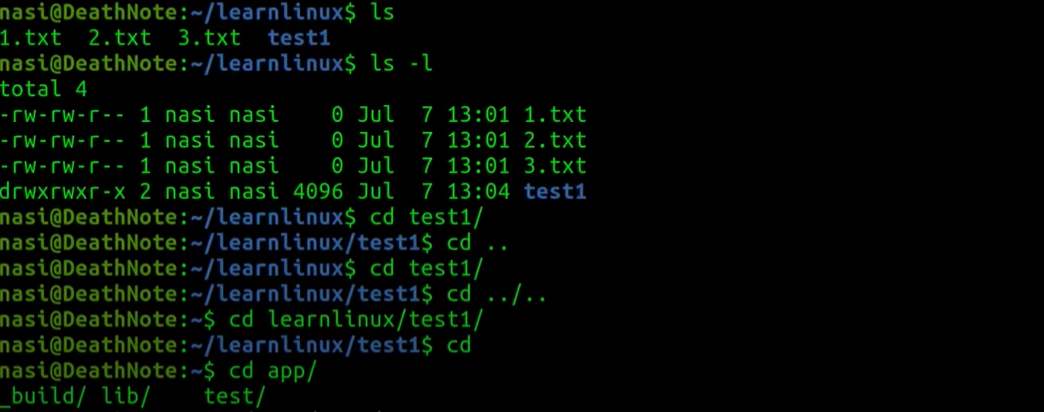 nasi@DeathNote:~/learnlinux$ ls
1.txt  2.txt  3.txt  test1
nasi@DeathNote:~/learnlinux$ ls -l
total 4
-rw-rw-r-- 1 nasi nasi    0 Jul  7 13:01 1.txt
-rw-rw-r-- 1 nasi nasi    0 Jul  7 13:01 2.txt
-rw-rw-r-- 1 nasi nasi    0 Jul  7 13:01 3.txt
drwxrwxr-x 2 nasi nasi 4096 Jul  7 13:04 test1
nasi@DeathNote:~/learnlinux$ cd test1/
nasi@DeathNote:~/learnlinux/test1$ cd ..
nasi@DeathNote:~/learnlinux$ cd test1/
nasi@DeathNote:~/learnlinux/test1$ cd ../..
nasi@DeathNote:~$ cd learnlinux/test1/
nasi@DeathNote:~/learnlinux/test1$ cd
nasi@DeathNote:~$ cd app/
_build/ lib/    test/